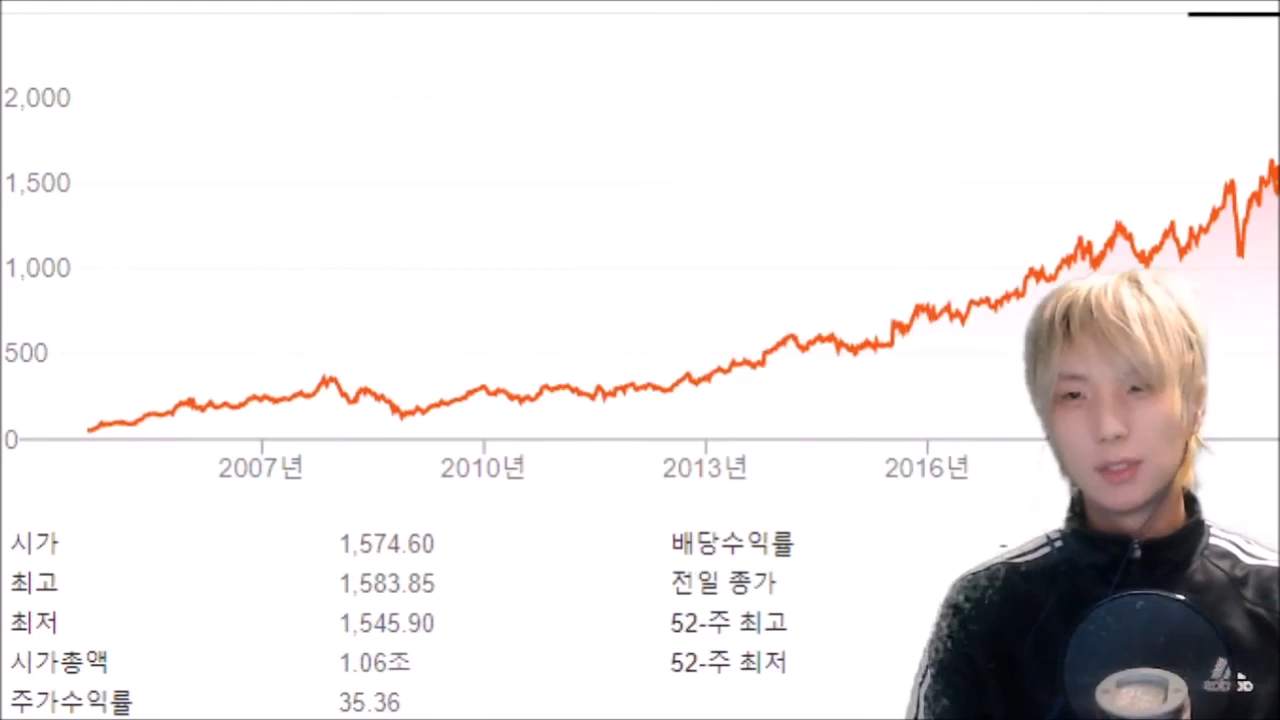 2,000
1,500
1,000
500
0
2007년 2010년 2013년 2016년
시가 1,574.60 배당수익률 -
최고 1,583.85 전일 종가
최저 1,545.90 52-주 최고
시가총액 1.06조 52-주 최저
주가수익률 35.36